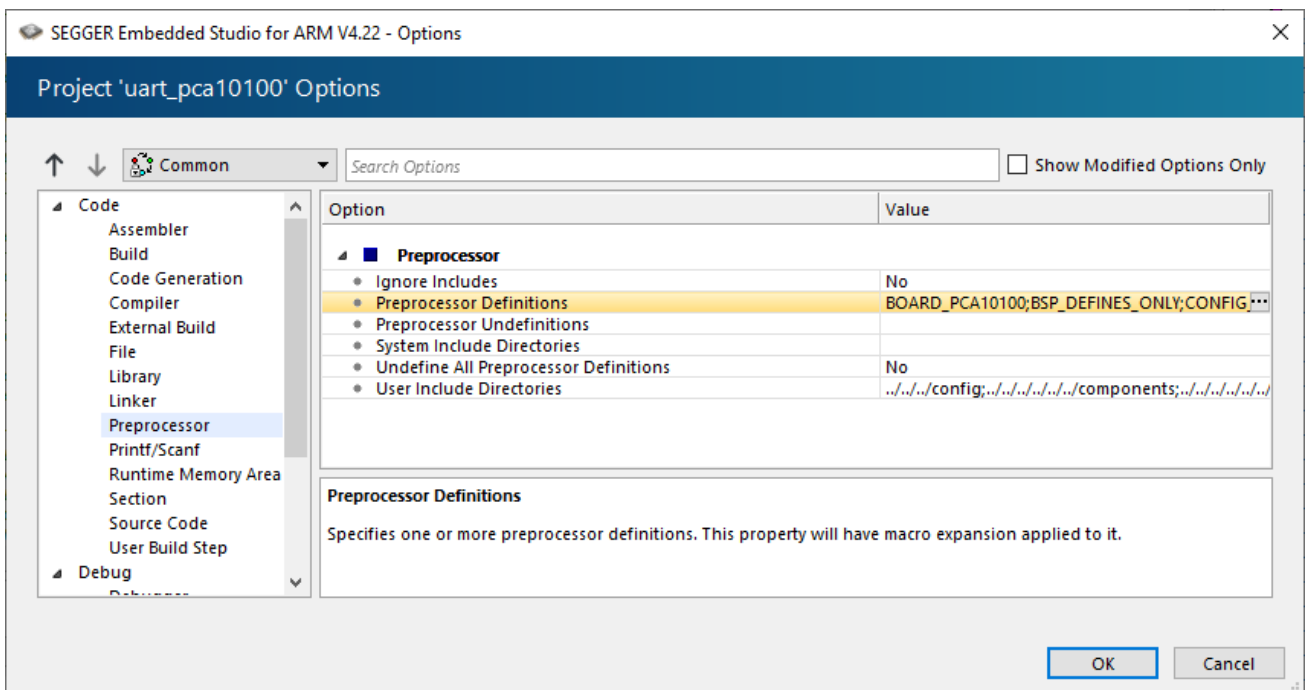 SEGGER Embedded Studio for ARM V4.22 - Options
Project 'uart_pca10100' Options
Common
Search Options
Show Modified Options Only
Code
Assembler
Build
Code Generation
Compiler
External Build
File
Library
Linker
Preprocessor
Printf/Scanf
Runtime Memory Area
Section
Source Code
User Build Step
Debug
Debugger
Option Value
Preprocessor
Ignore Includes No
Preprocessor Definitions BOARD_PCA10100;BSP_DEFINES_ONLY;CONFIG_ ...
Preprocessor Undefinitions
System Include Directories
Undefine All Preprocessor Definitions No
User Include Directories ../../../config;../../../../../../components;../../../../../../
Preprocessor Definitions
Specifies one or more preprocessor definitions. This property will have macro expansion applied to it.
OK Cancel